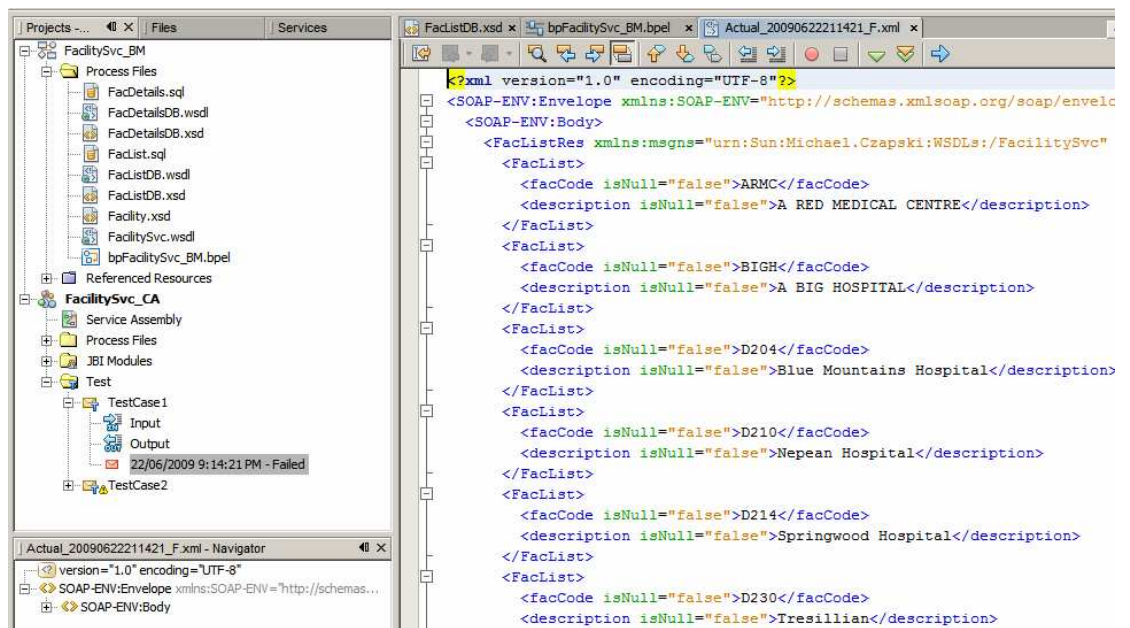 Projects -...
Files
Services
FacilitySvc_BM
Process Files
FacDetails.sql
FacDetailsDB.wsdl
FacDetailsDB.xsd
FacList.sql
FacListDB.wsdl
FacListDB.xsd
Facility.xsd
FacilitySvc.wsdl
bpFacilitySvc_BM.bpel
Referenced Resources
FacilitySvc_CA
Service Assembly
Process Files
JBI Modules
Test
TestCase1
Input
Output
22/06/2009 9:14:21 PM - Failed
TestCase2
Actual_20090622211421_F.xml - Navigator
version="1.0" encoding="UTF-8"
SOAP-ENV:Envelope xmlns:SOAP-ENV="http://schemas...
SOAP-ENV:Body
FacListDB.xsd x
bpFacilitySvc_BM.bpel x
Actual_20090622211421_F.xml x
<?xml version="1.0" encoding="UTF-8"?>
<SOAP-ENV:Envelope xmlns:SOAP-ENV="http://schemas.xmlsoap.org/soap/envelo
<SOAP-ENV:Body>
<FacListRes xmlns:msgns="urn:Sun:Michael.Czapski:WSDLs:/FacilitySvc"
<FacList>
<facCode isNull="false">ARMC</facCode>
<description isNull="false">A RED MEDICAL CENTRE</description>
</FacList>
<FacList>
<facCode isNull="false">BIGH</facCode>
<description isNull="false">A BIG HOSPITAL</description>
</FacList>
<FacList>
<facCode isNull="false">D204</facCode>
<description isNull="false">Blue Mountains Hospital</description>
</FacList>
<FacList>
<facCode isNull="false">D210</facCode>
<description isNull="false">Nepean Hospital</description>
</FacList>
<FacList>
<facCode isNull="false">D214</facCode>
<description isNull="false">Springwood Hospital</description>
</FacList>
<FacList>
<facCode isNull="false">D230</facCode>
<description isNull="false">Tresillian</description>